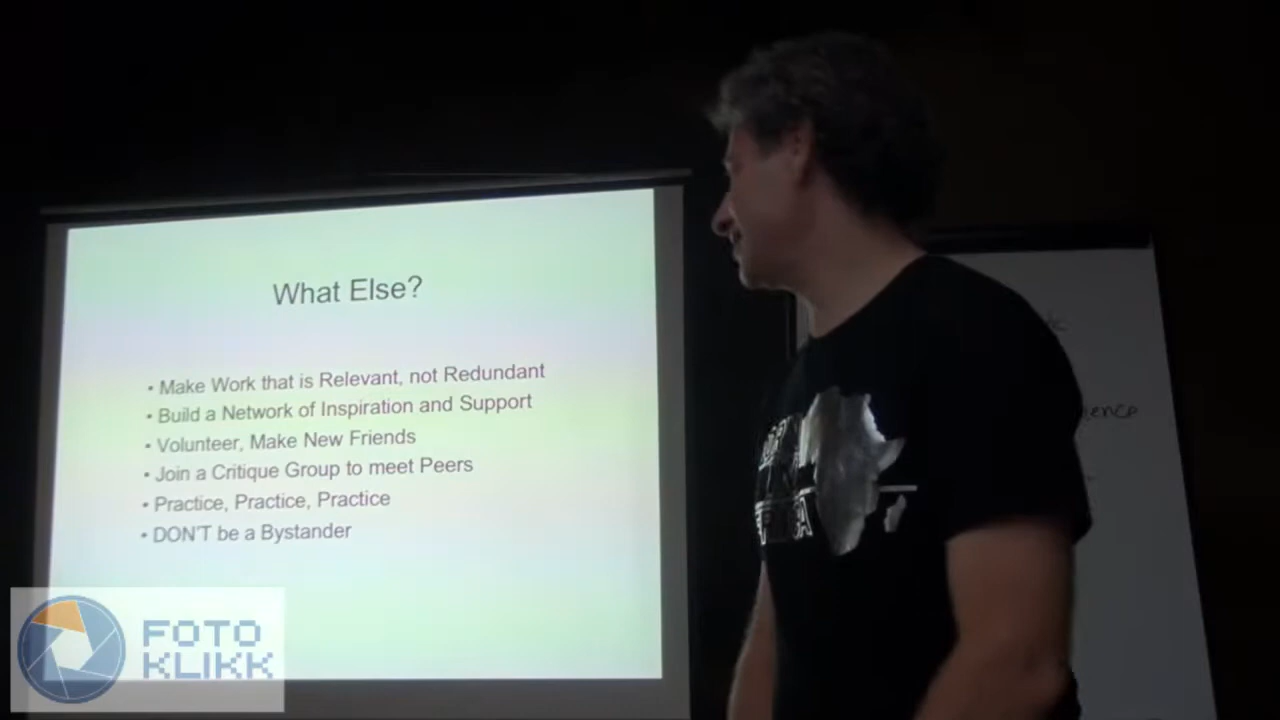 What Else?
• Make Work that is Relevant, not Redundant
• Build a Network of Inspiration and Support
• Volunteer, Make New Friends
• Join a Critique Group to meet Peers
• Practice, Practice, Practice
• DON'T be a Bystander
FOTO
KLIKK